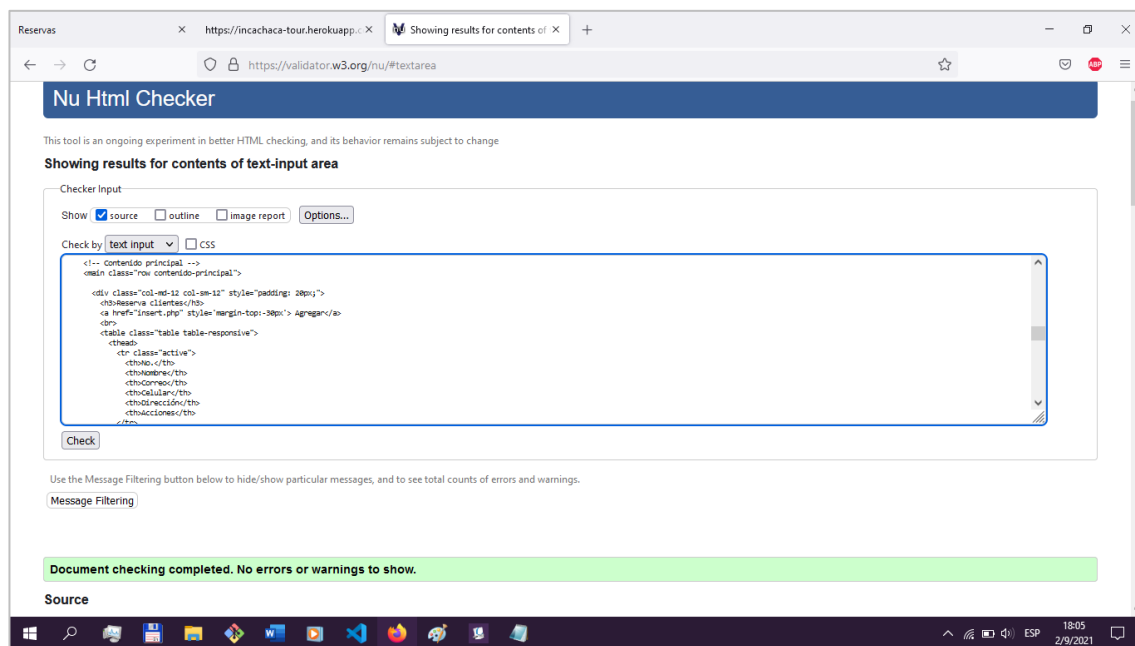 Reservas
https://incachaca-tour.herokuapp.c
Showing results for contents of
https://validator.w3.org/nu/#textarea
ABP
Nu Html Checker
This tool is an ongoing experiment in better HTML checking, and its behavior remains subject to change
Showing results for contents of text-input area
Checker Input
Show source outline image report Options...
Check by text input CSS
<!-- Contenido principal -->
<main class="row contenido-principal">
<div class="col-md-12 col-sm-12" style="padding: 20px;">
<h3>Reserva clientes</h3>
<a href="insert.php" style='margin-top:-30px'> Agregar</a>
<br>
<table class="table table-responsive">
<thead>
<tr class="active">
<th>No.</th>
<th>Nombre</th>
<th>Correo</th>
<th>Celular</th>
<th>Dirección</th>
<th>Acciones</th>
</tr>
Check
Use the Message Filtering button below to hide/show particular messages, and to see total counts of errors and warnings.
Message Filtering
Document checking completed. No errors or warnings to show.
Source
ESP
18:05
2/9/2021